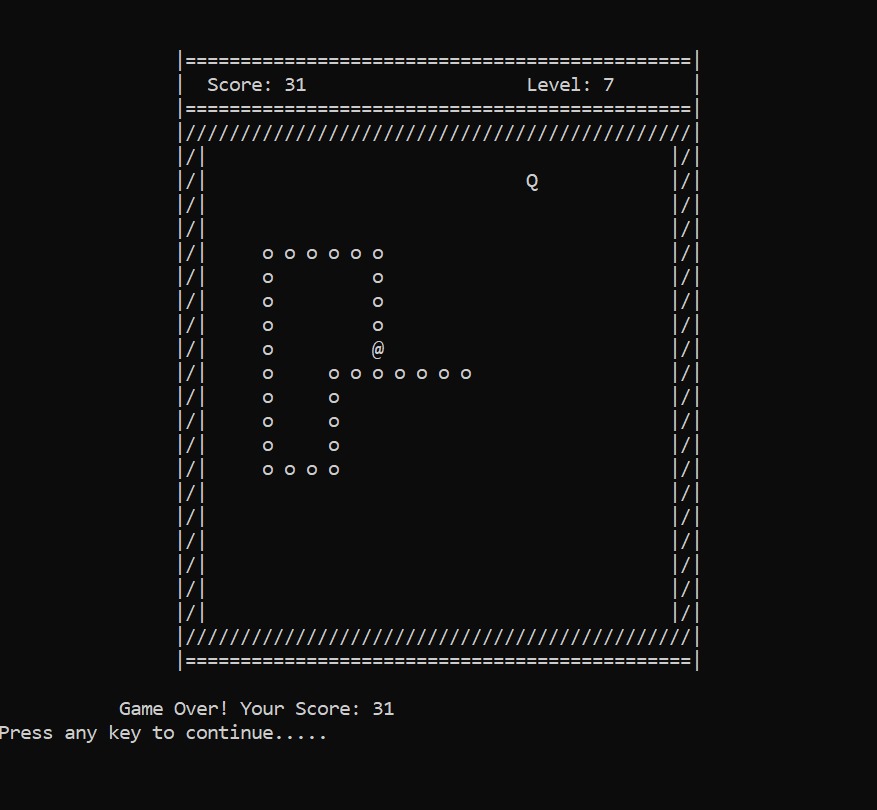 |==============================================|
| Score: 31 Level: 7 |
|==============================================|
|//////////////////////////////////////////////|
|/| |/|
|/| Q |/|
|/| |/|
|/| |/|
|/| o o o o o o |/|
|/| o o |/|
|/| o o |/|
|/| o o |/|
|/| o @ |/|
|/| o o o o o o o o |/|
|/| o o |/|
|/| o o |/|
|/| o o |/|
|/| o o o o |/|
|/| |/|
|/| |/|
|/| |/|
|/| |/|
|/| |/|
|/| |/|
|//////////////////////////////////////////////|
|==============================================|
Game Over! Your Score: 31
Press any key to continue.....